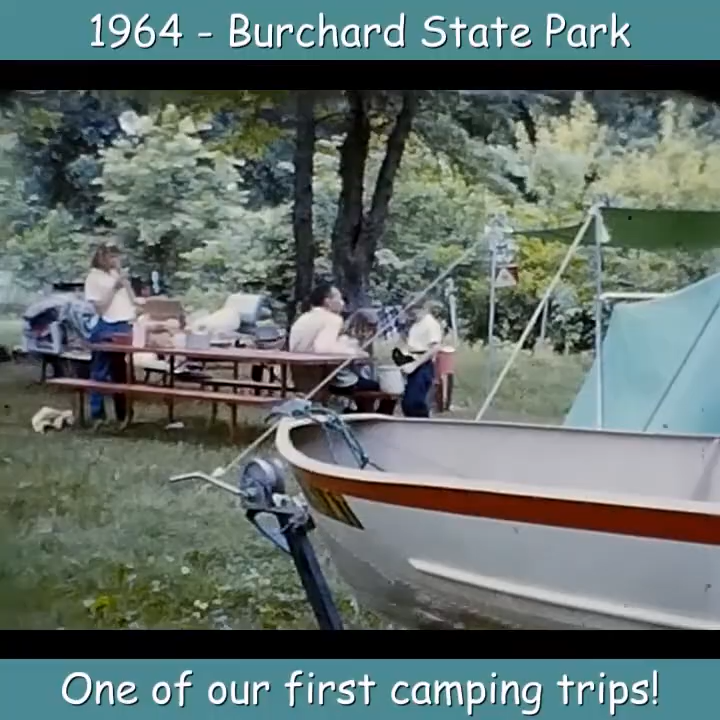 1964 - Burchard State Park
One of our first camping trips!